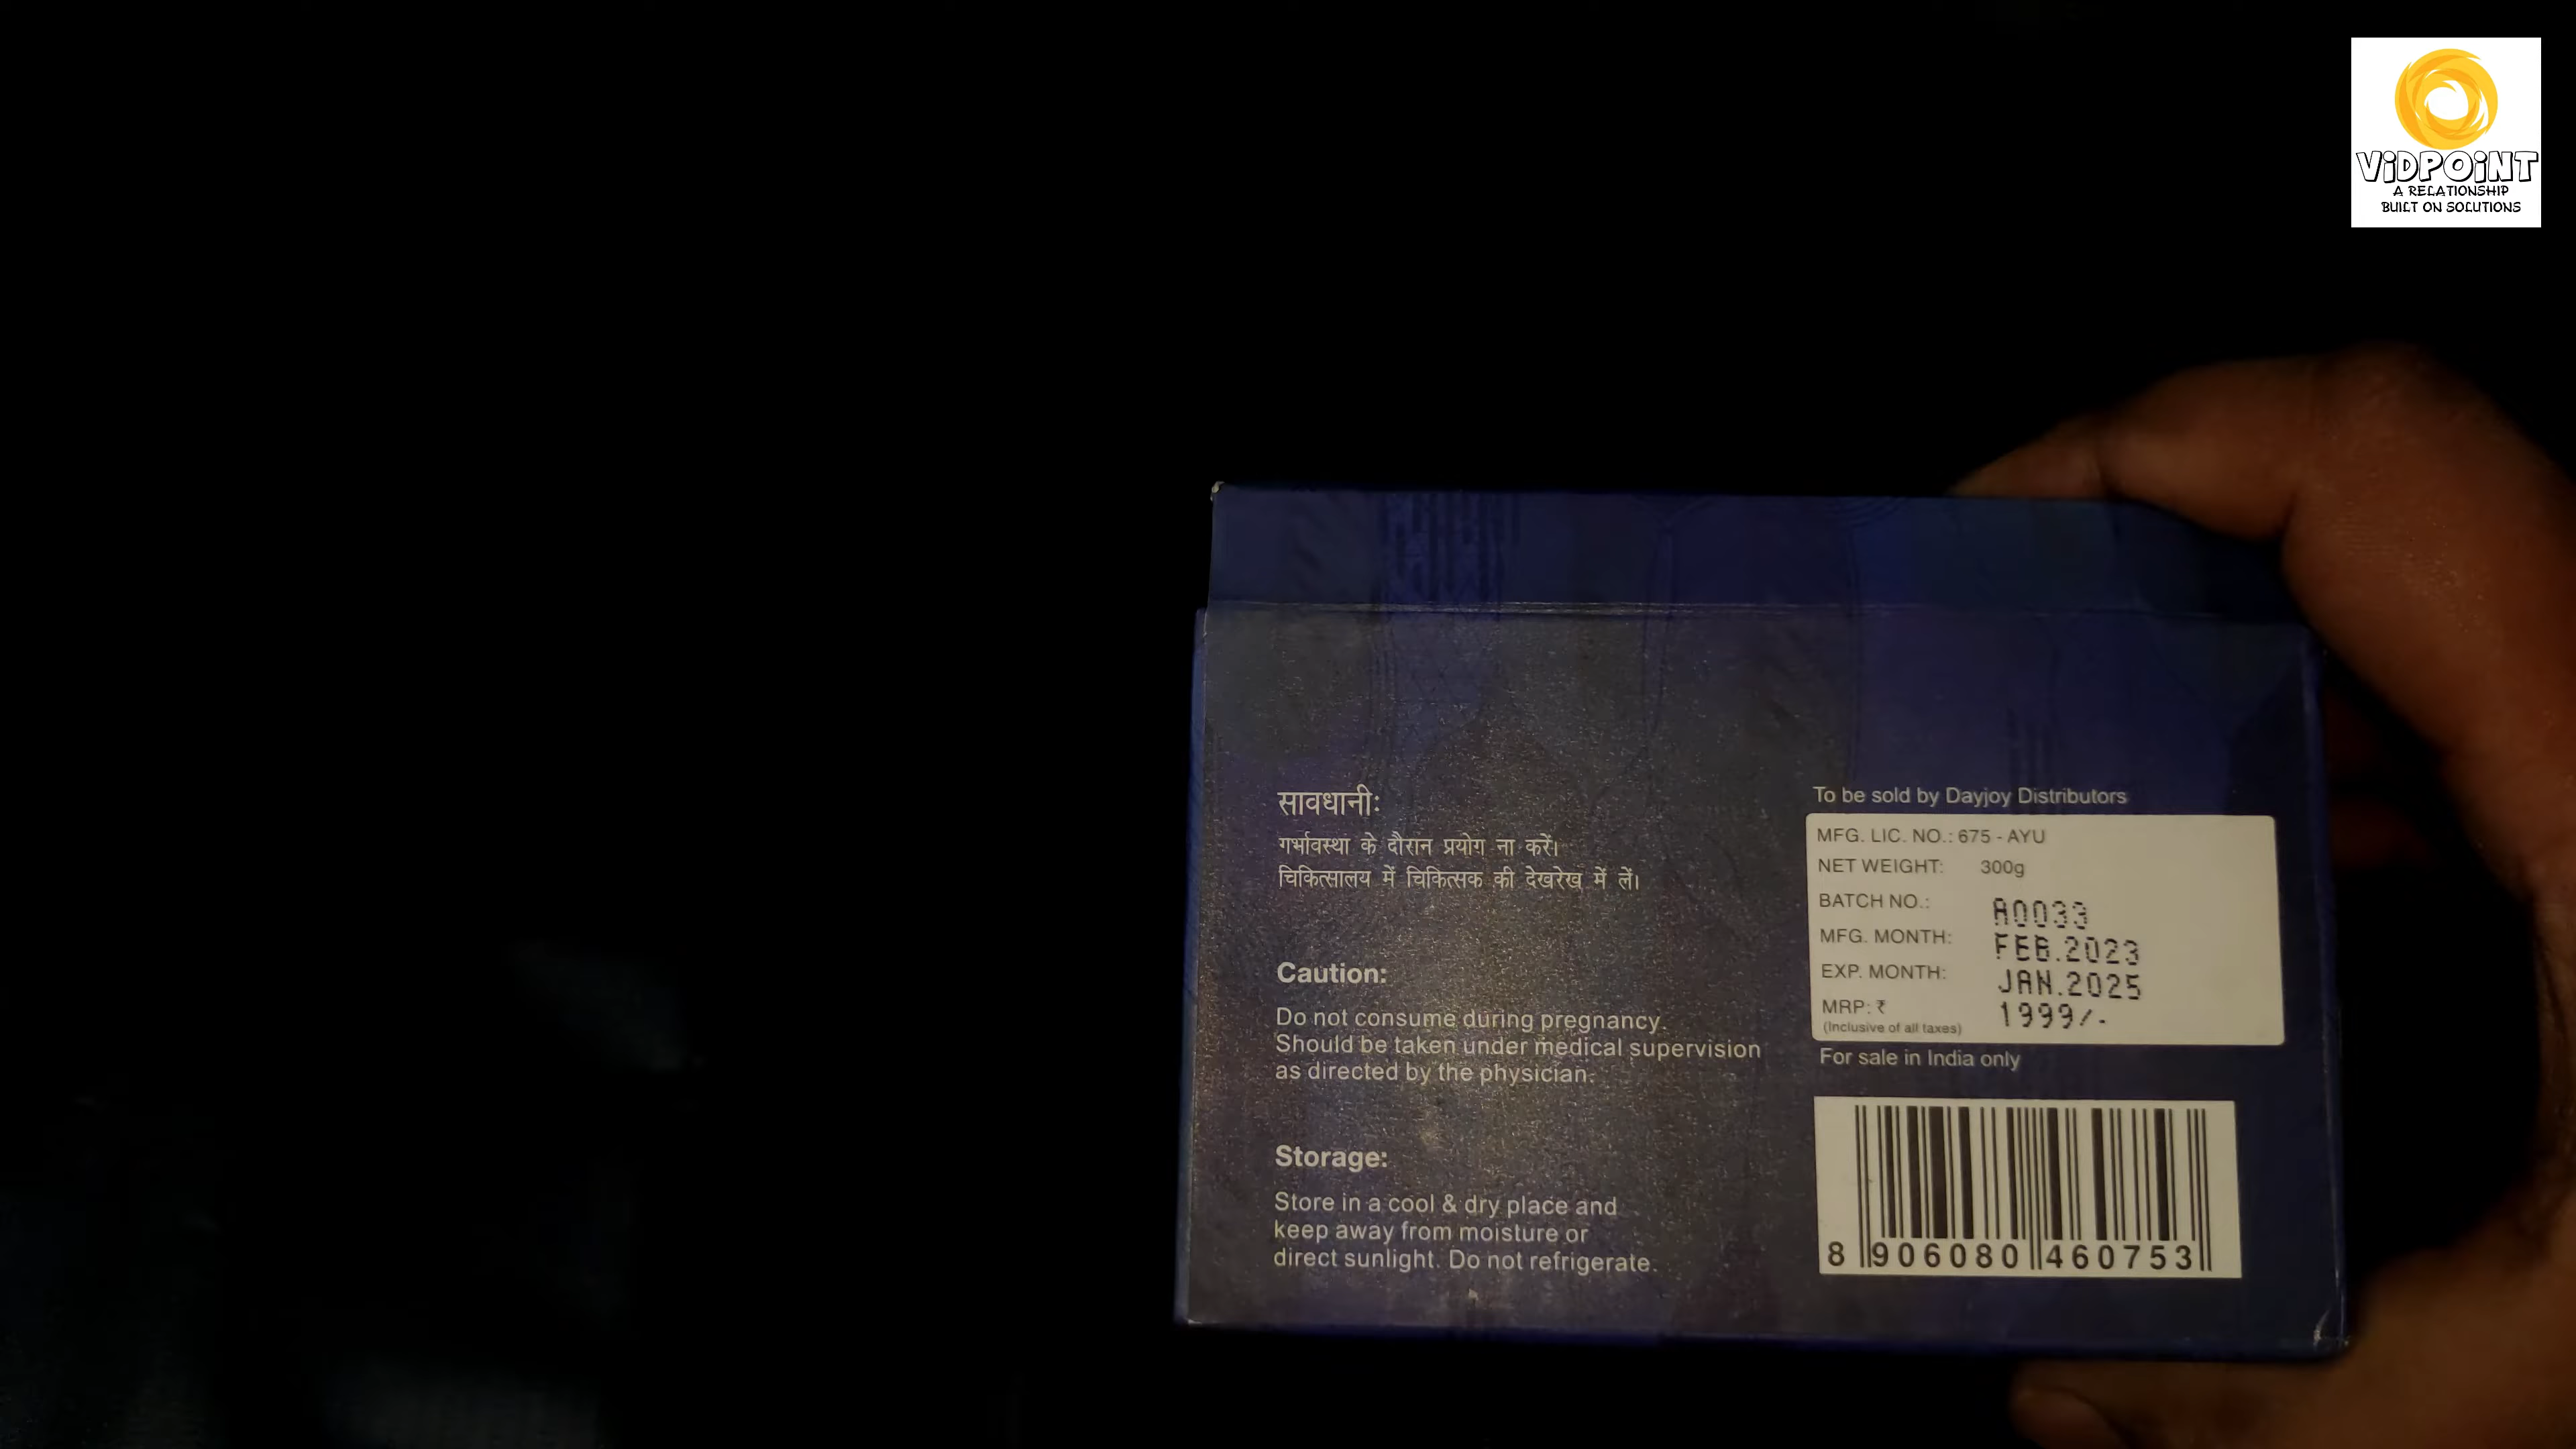 ViDPOiNT
A RELATIONSHIP
BUILT ON SOLUTIONS
सावधानी:
गर्भावस्था के दौरान प्रयोग ना करें।
चिकित्सालय में चिकित्सक की देखरेख में लें।
Caution:
Do not consume during pregnancy.
Should be taken under medical supervision
as directed by the physician.
Storage:
Store in a cool & dry place and
keep away from moisture or
direct sunlight. Do not refrigerate.
To be sold by Dayjoy Distributors
MFG. LIC. NO.: 675 - AYU
NET WEIGHT: 300g
BATCH NO.: A0033
MFG. MONTH: FEB.2023
EXP. MONTH: JAN.2025
MRP: ₹ 1999/-
(Inclusive of all taxes)
For sale in India only
8 906080 460753